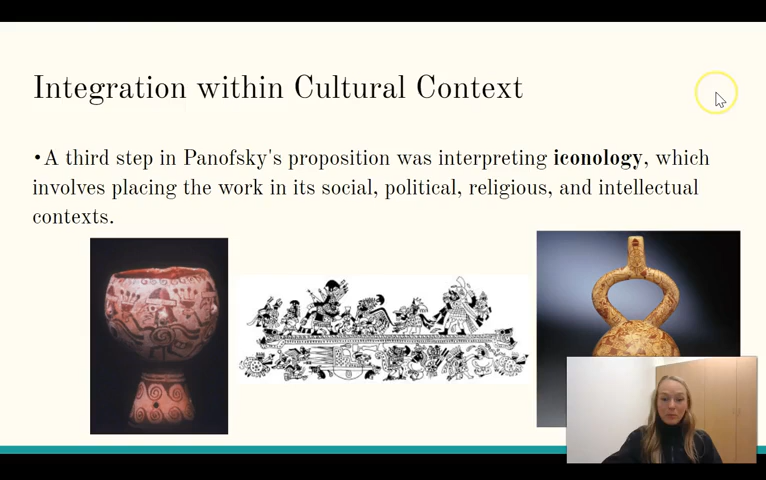 Integration within Cultural Context
•A third step in Panofsky's proposition was interpreting iconology, which
involves placing the work in its social, political, religious, and intellectual
contexts.